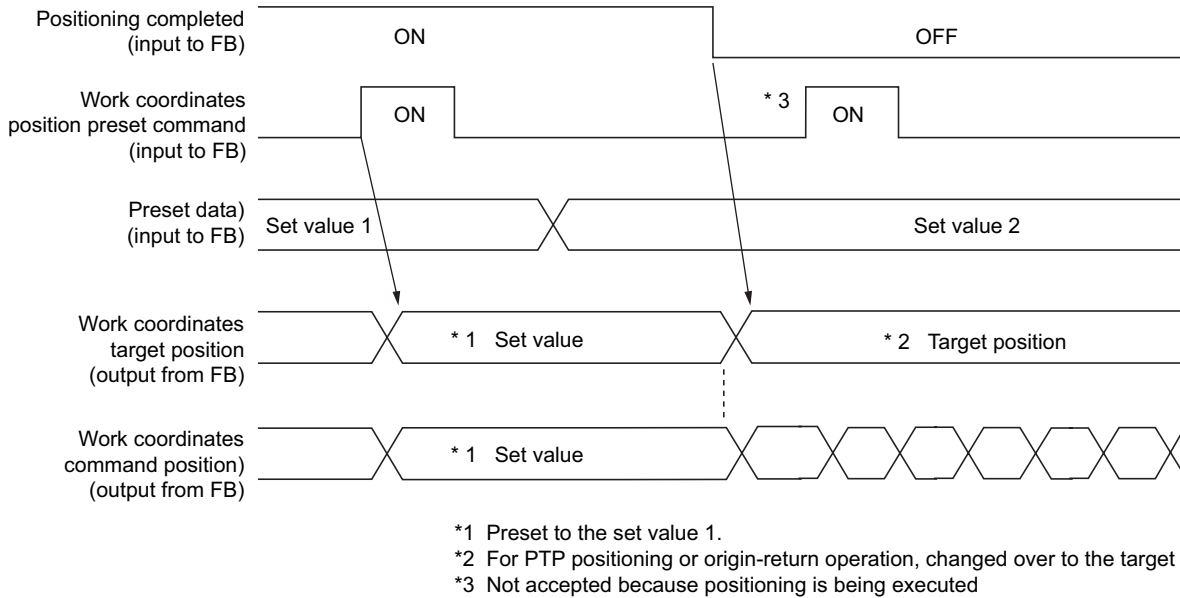 Positioning completed
(input to FB)
ON
OFF
Work coordinates
position preset command
(input to FB)
ON
* 3
ON
Preset data)
(input to FB)
Set value 1
Set value 2
Work coordinates
target position
(output from FB)
* 1 Set value
* 2 Target position
Work coordinates
command position)
(output from FB)
* 1 Set value
*1 Preset to the set value 1.
*2 For PTP positioning or origin-return operation, changed over to the target
*3 Not accepted because positioning is being executed